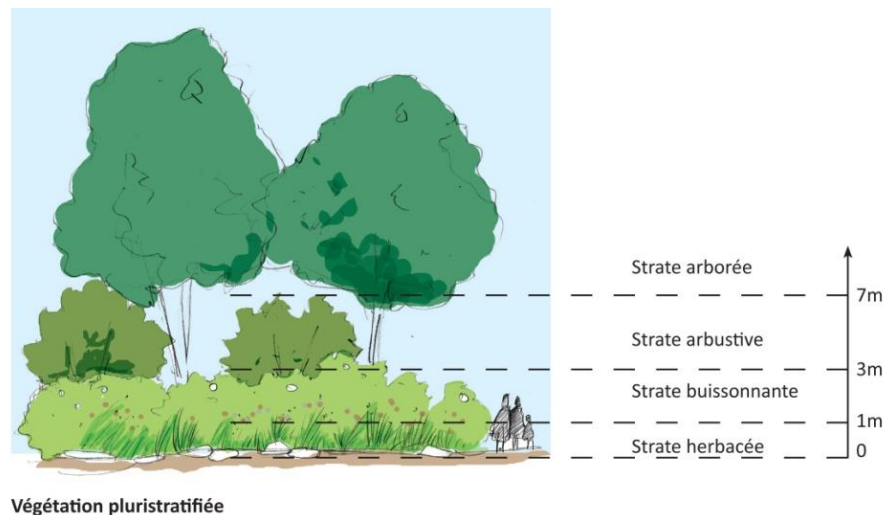 Strate arborée
7m
Strate arbustive
3m
Strate buissonnante
1m
Strate herbacée
0
Végétation pluristratifiée